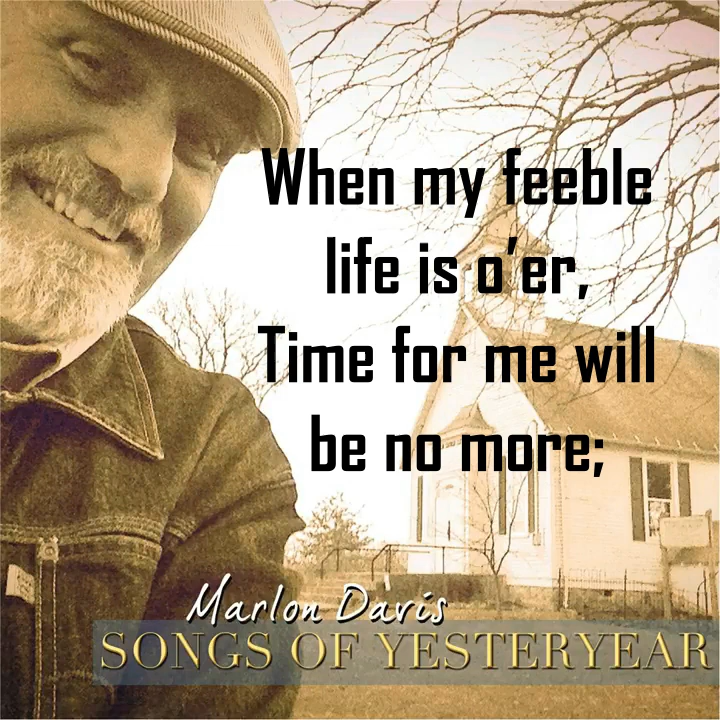 When my feeble
life is o'er,
Time for me will
be no more;
Marlon Davis
SONGS OF YESTERYEAR